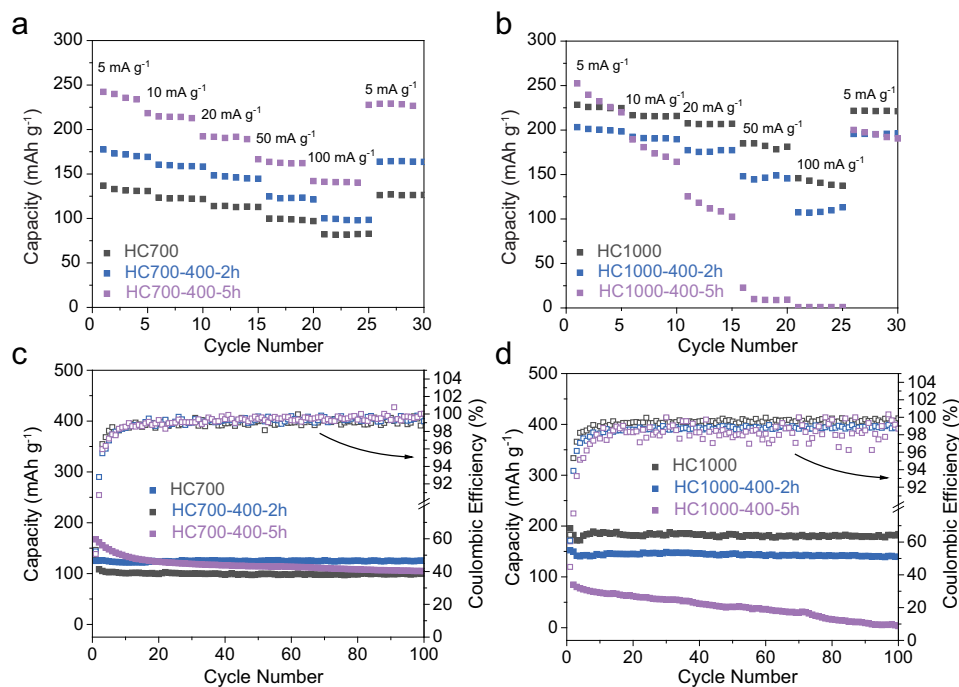 a
300
250
200
150
100
50
0
Capacity (mAh g⁻¹)
5 mA g⁻¹
10 mA g⁻¹
20 mA g⁻¹
50 mA g⁻¹
100 mA g⁻¹
5 mA g⁻¹
HC700
HC700-400-2h
HC700-400-5h
0 5 10 15 20 25 30
Cycle Number
b
300
250
200
150
100
50
0
Capacity (mAh g⁻¹)
5 mA g⁻¹
10 mA g⁻¹
20 mA g⁻¹
50 mA g⁻¹
100 mA g⁻¹
5 mA g⁻¹
HC1000
HC1000-400-2h
HC1000-400-5h
0 5 10 15 20 25 30
Cycle Number
c
500
400
300
200
100
0
Capacity (mAh g⁻¹)
HC700
HC700-400-2h
HC700-400-5h
104
102
100
98
96
94
92
60
40
20
0
Coulombic Efficiency (%)
0 20 40 60 80 100
Cycle Number
d
500
400
300
200
100
50
0
Capacity (mAh g⁻¹)
HC1000
HC1000-400-2h
HC1000-400-5h
104
102
100
98
96
94
92
60
40
20
0
Coulombic Efficiency (%)
0 20 40 60 80 100
Cycle Number